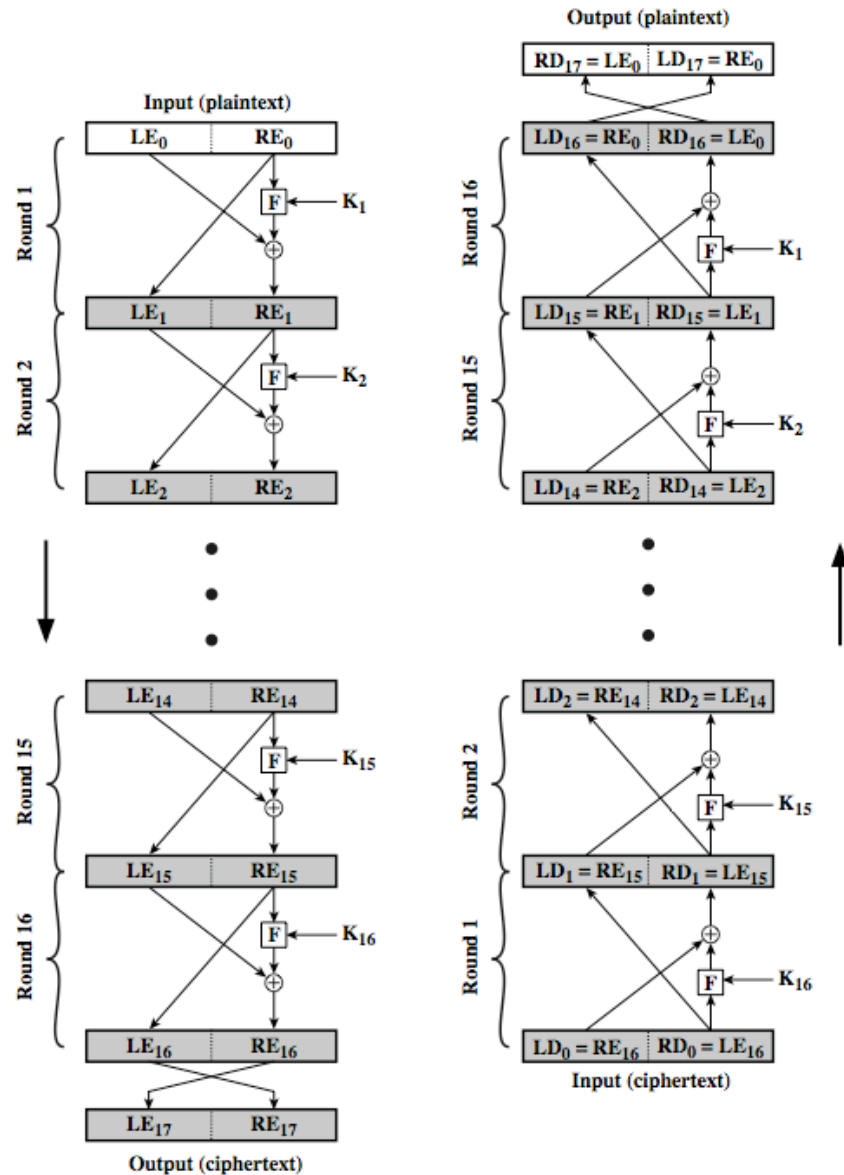 Input (plaintext)
LE₀ RE₀
Round 1
F K₁
LE₁ RE₁
Round 2
F K₂
LE₂ RE₂
LE₁₄ RE₁₄
Round 15
F K₁₅
LE₁₅ RE₁₅
Round 16
F K₁₆
LE₁₆ RE₁₆
LE₁₇ RE₁₇
Output (ciphertext)
Output (plaintext)
RD₁₇ = LE₀ LD₁₇ = RE₀
LD₁₆ = RE₀ RD₁₆ = LE₀
Round 16
F K₁
LD₁₅ = RE₁ RD₁₅ = LE₁
Round 15
F K₂
LD₁₄ = RE₂ RD₁₄ = LE₂
LD₂ = RE₁₄ RD₂ = LE₁₄
Round 2
F K₁₅
LD₁ = RE₁₅ RD₁ = LE₁₅
Round 1
F K₁₆
LD₀ = RE₁₆ RD₀ = LE₁₆
Input (ciphertext)